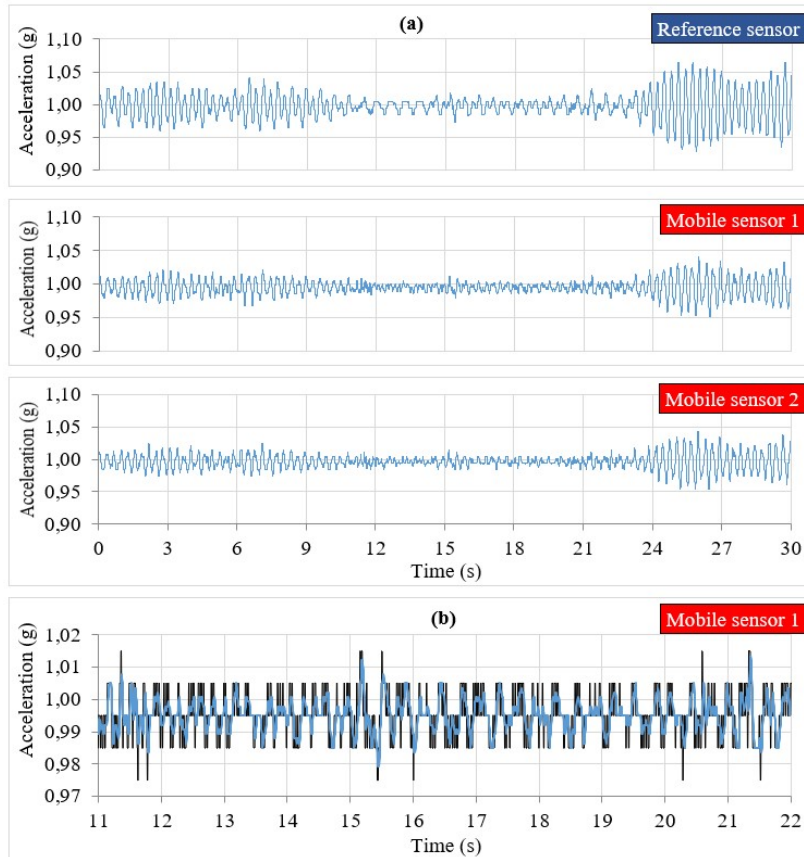 (a)
Reference sensor
Acceleration (g)
1,10
1,05
1,00
0,95
0,90
Mobile sensor 1
Acceleration (g)
1,10
1,05
1,00
0,95
0,90
Mobile sensor 2
Acceleration (g)
1,10
1,05
1,00
0,95
0,90
0 3 6 9 12 15 18 21 24 27 30
Time (s)
(b)
Mobile sensor 1
Acceleration (g)
1,02
1,01
1,00
0,99
0,98
0,97
11 12 13 14 15 16 17 18 19 20 21 22
Time (s)